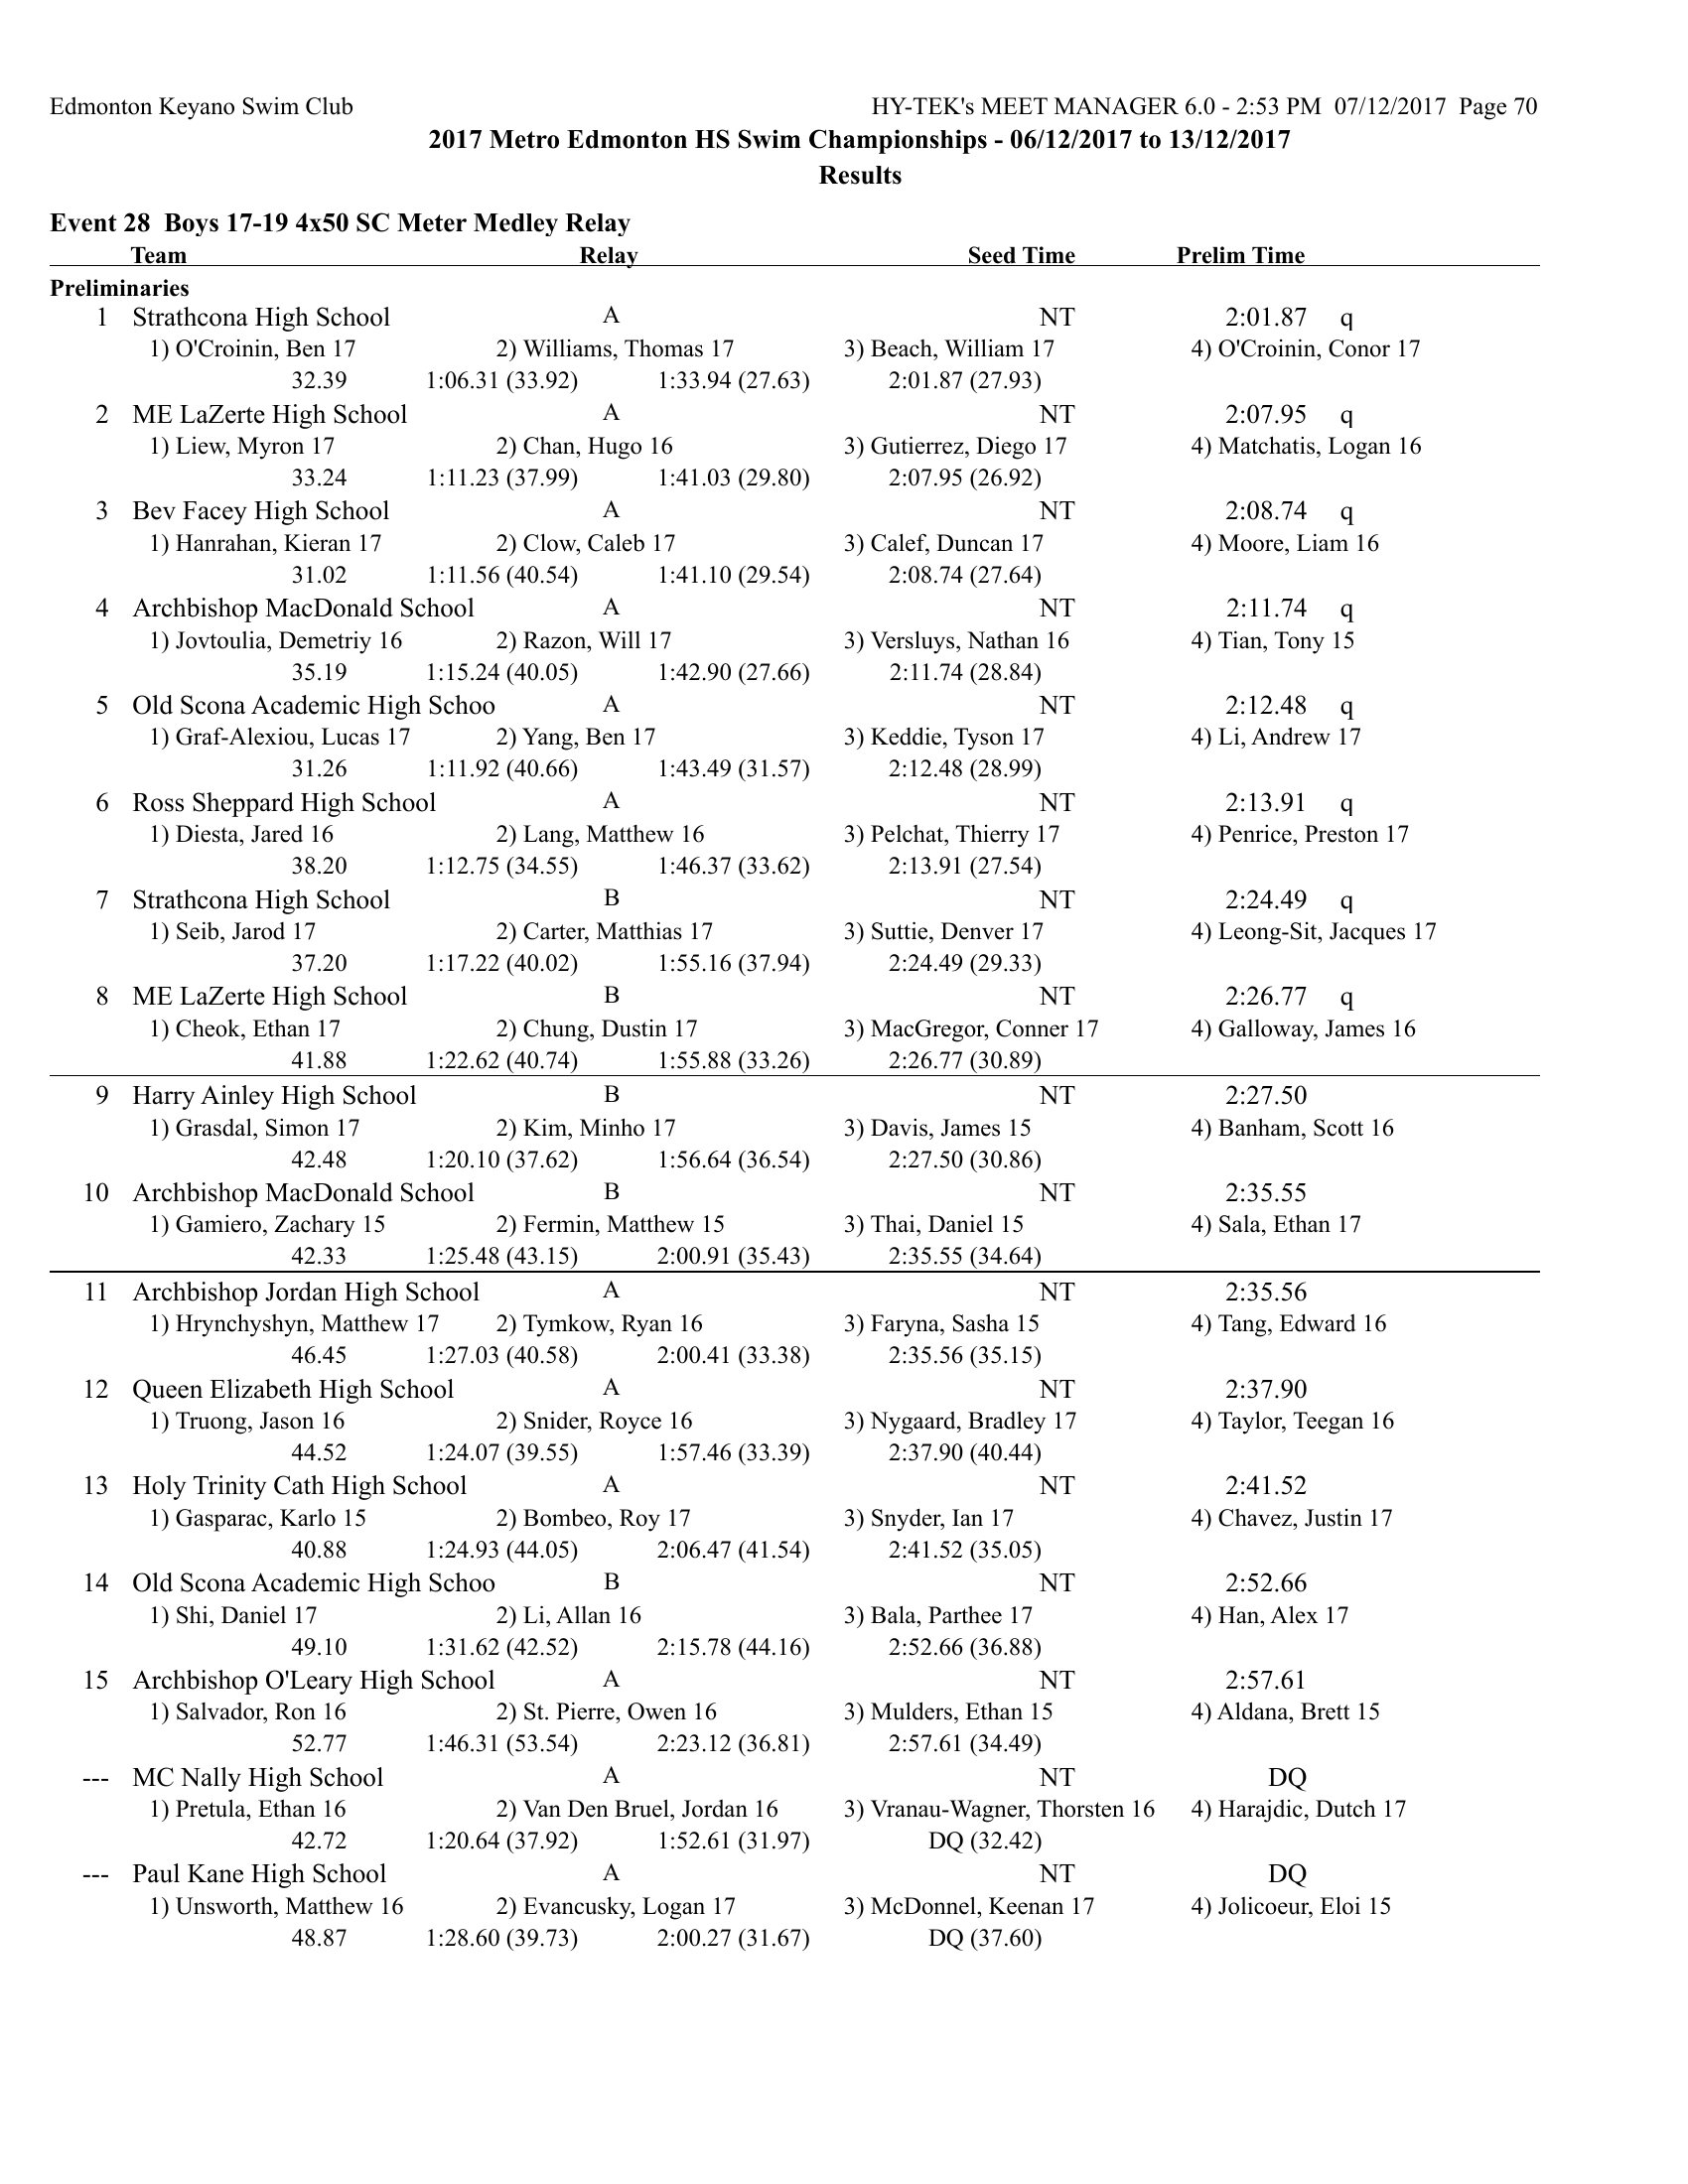 Edmonton Keyano Swim Club HY-TEK's MEET MANAGER 6.0 - 2:53 PM 07/12/2017 Page 70
2017 Metro Edmonton HS Swim Championships - 06/12/2017 to 13/12/2017
Results
Event 28 Boys 17-19 4x50 SC Meter Medley Relay
Team Relay Seed Time Prelim Time
Preliminaries
1 Strathcona High School A NT 2:01.87 q
1) O'Croinin, Ben 17 2) Williams, Thomas 17 3) Beach, William 17 4) O'Croinin, Conor 17
32.39 1:06.31 (33.92) 1:33.94 (27.63) 2:01.87 (27.93)
2 ME LaZerte High School A NT 2:07.95 q
1) Liew, Myron 17 2) Chan, Hugo 16 3) Gutierrez, Diego 17 4) Matchatis, Logan 16
33.24 1:11.23 (37.99) 1:41.03 (29.80) 2:07.95 (26.92)
3 Bev Facey High School A NT 2:08.74 q
1) Hanrahan, Kieran 17 2) Clow, Caleb 17 3) Calef, Duncan 17 4) Moore, Liam 16
31.02 1:11.56 (40.54) 1:41.10 (29.54) 2:08.74 (27.64)
4 Archbishop MacDonald School A NT 2:11.74 q
1) Jovtoulia, Demetriy 16 2) Razon, Will 17 3) Versluys, Nathan 16 4) Tian, Tony 15
35.19 1:15.24 (40.05) 1:42.90 (27.66) 2:11.74 (28.84)
5 Old Scona Academic High Schoo A NT 2:12.48 q
1) Graf-Alexiou, Lucas 17 2) Yang, Ben 17 3) Keddie, Tyson 17 4) Li, Andrew 17
31.26 1:11.92 (40.66) 1:43.49 (31.57) 2:12.48 (28.99)
6 Ross Sheppard High School A NT 2:13.91 q
1) Diesta, Jared 16 2) Lang, Matthew 16 3) Pelchat, Thierry 17 4) Penrice, Preston 17
38.20 1:12.75 (34.55) 1:46.37 (33.62) 2:13.91 (27.54)
7 Strathcona High School B NT 2:24.49 q
1) Seib, Jarod 17 2) Carter, Matthias 17 3) Suttie, Denver 17 4) Leong-Sit, Jacques 17
37.20 1:17.22 (40.02) 1:55.16 (37.94) 2:24.49 (29.33)
8 ME LaZerte High School B NT 2:26.77 q
1) Cheok, Ethan 17 2) Chung, Dustin 17 3) MacGregor, Conner 17 4) Galloway, James 16
41.88 1:22.62 (40.74) 1:55.88 (33.26) 2:26.77 (30.89)
9 Harry Ainley High School B NT 2:27.50
1) Grasdal, Simon 17 2) Kim, Minho 17 3) Davis, James 15 4) Banham, Scott 16
42.48 1:20.10 (37.62) 1:56.64 (36.54) 2:27.50 (30.86)
10 Archbishop MacDonald School B NT 2:35.55
1) Gamiero, Zachary 15 2) Fermin, Matthew 15 3) Thai, Daniel 15 4) Sala, Ethan 17
42.33 1:25.48 (43.15) 2:00.91 (35.43) 2:35.55 (34.64)
11 Archbishop Jordan High School A NT 2:35.56
1) Hrynchyshyn, Matthew 17 2) Tymkow, Ryan 16 3) Faryna, Sasha 15 4) Tang, Edward 16
46.45 1:27.03 (40.58) 2:00.41 (33.38) 2:35.56 (35.15)
12 Queen Elizabeth High School A NT 2:37.90
1) Truong, Jason 16 2) Snider, Royce 16 3) Nygaard, Bradley 17 4) Taylor, Teegan 16
44.52 1:24.07 (39.55) 1:57.46 (33.39) 2:37.90 (40.44)
13 Holy Trinity Cath High School A NT 2:41.52
1) Gasparac, Karlo 15 2) Bombeo, Roy 17 3) Snyder, Ian 17 4) Chavez, Justin 17
40.88 1:24.93 (44.05) 2:06.47 (41.54) 2:41.52 (35.05)
14 Old Scona Academic High Schoo B NT 2:52.66
1) Shi, Daniel 17 2) Li, Allan 16 3) Bala, Parthee 17 4) Han, Alex 17
49.10 1:31.62 (42.52) 2:15.78 (44.16) 2:52.66 (36.88)
15 Archbishop O'Leary High School A NT 2:57.61
1) Salvador, Ron 16 2) St. Pierre, Owen 16 3) Mulders, Ethan 15 4) Aldana, Brett 15
52.77 1:46.31 (53.54) 2:23.12 (36.81) 2:57.61 (34.49)
--- MC Nally High School A NT DQ
1) Pretula, Ethan 16 2) Van Den Bruel, Jordan 16 3) Vranau-Wagner, Thorsten 16 4) Harajdic, Dutch 17
42.72 1:20.64 (37.92) 1:52.61 (31.97) DQ (32.42)
--- Paul Kane High School A NT DQ
1) Unsworth, Matthew 16 2) Evancusky, Logan 17 3) McDonnel, Keenan 17 4) Jolicoeur, Eloi 15
48.87 1:28.60 (39.73) 2:00.27 (31.67) DQ (37.60)